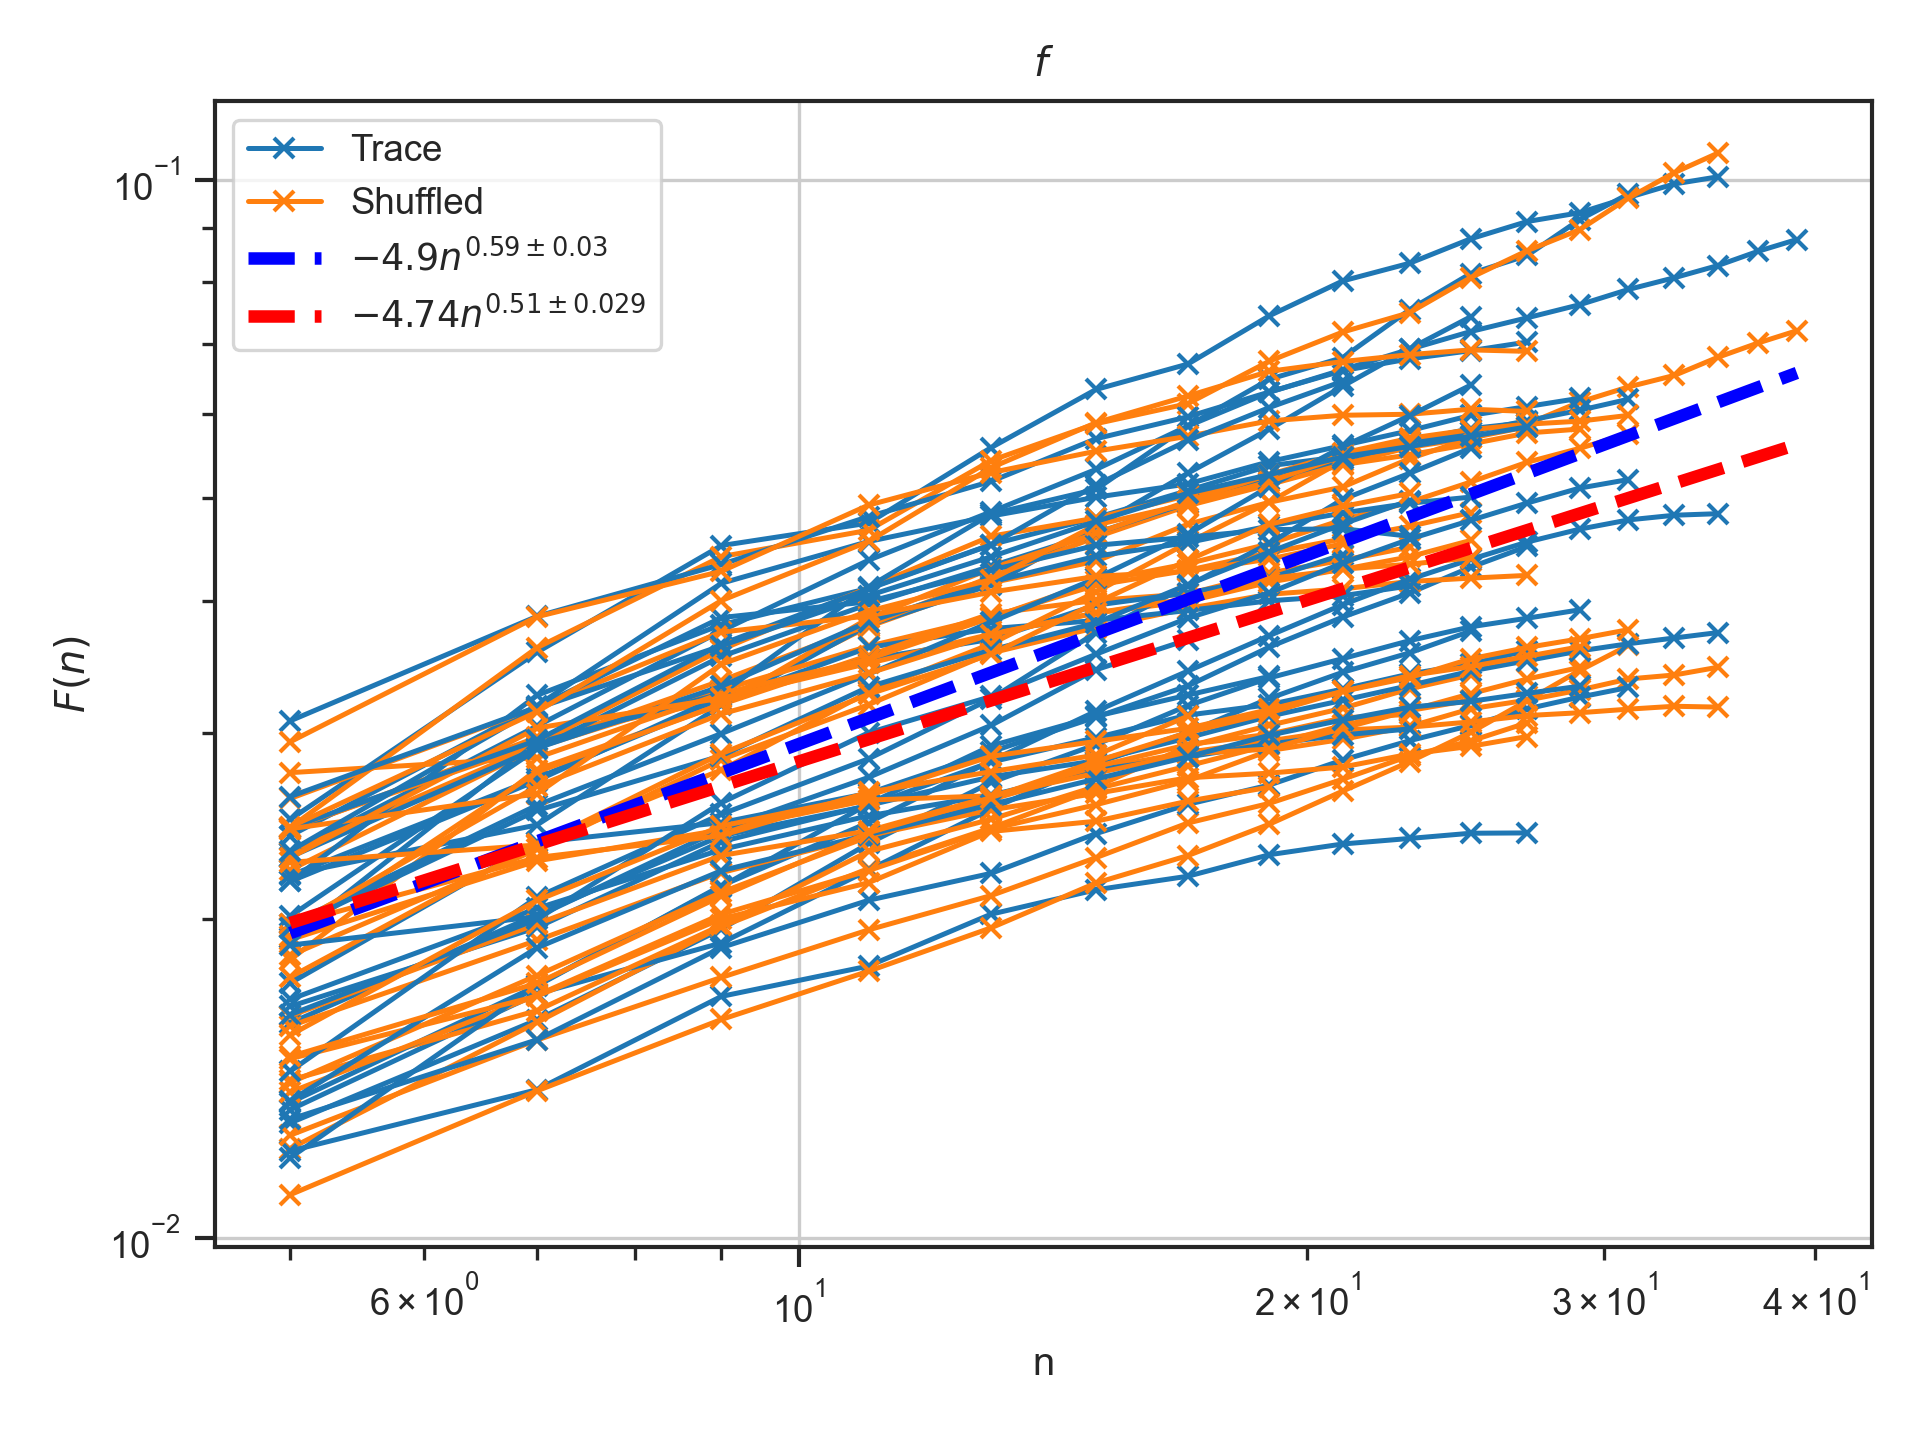 f
Trace
Shuffled
−4.9n^{0.59±0.03}
−4.74n^{0.51±0.029}
10^{−1}
F(n)
10^{−2}
6×10^0 10^1 2×10^1 3×10^1 4×10^1
n